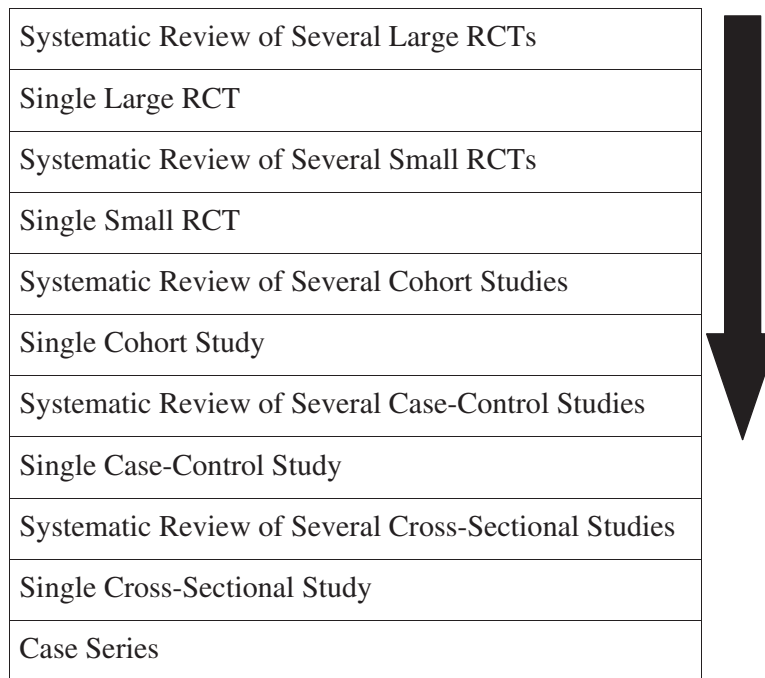 Systematic Review of Several Large RCTs
Single Large RCT
Systematic Review of Several Small RCTs
Single Small RCT
Systematic Review of Several Cohort Studies
Single Cohort Study
Systematic Review of Several Case-Control Studies
Single Case-Control Study
Systematic Review of Several Cross-Sectional Studies
Single Cross-Sectional Study
Case Series